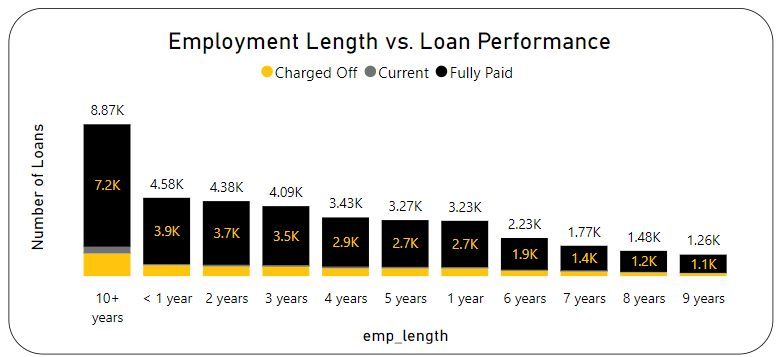 Employment Length vs. Loan Performance
Charged Off Current Fully Paid
Number of Loans
8.87K 4.58K 4.38K 4.09K 3.43K 3.27K 3.23K 2.23K 1.77K 1.48K 1.26K
7.2K 3.9K 3.7K 3.5K 2.9K 2.7K 2.7K 1.9K 1.4K 1.2K 1.1K
10+ years < 1 year 2 years 3 years 4 years 5 years 1 year 6 years 7 years 8 years 9 years
emp_length